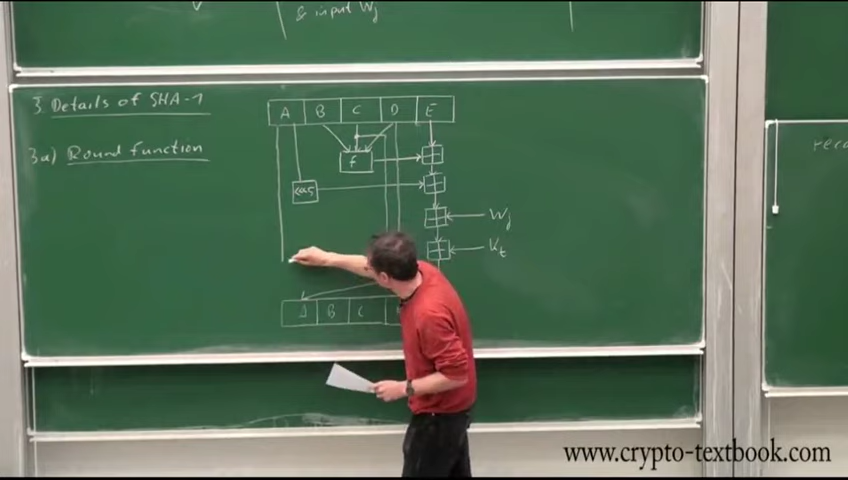 & input Wj
3. Details of SHA-1
3a) Round Function
A B C D E
f
<<5
Wj
Kt
A B C
www.crypto-textbook.com